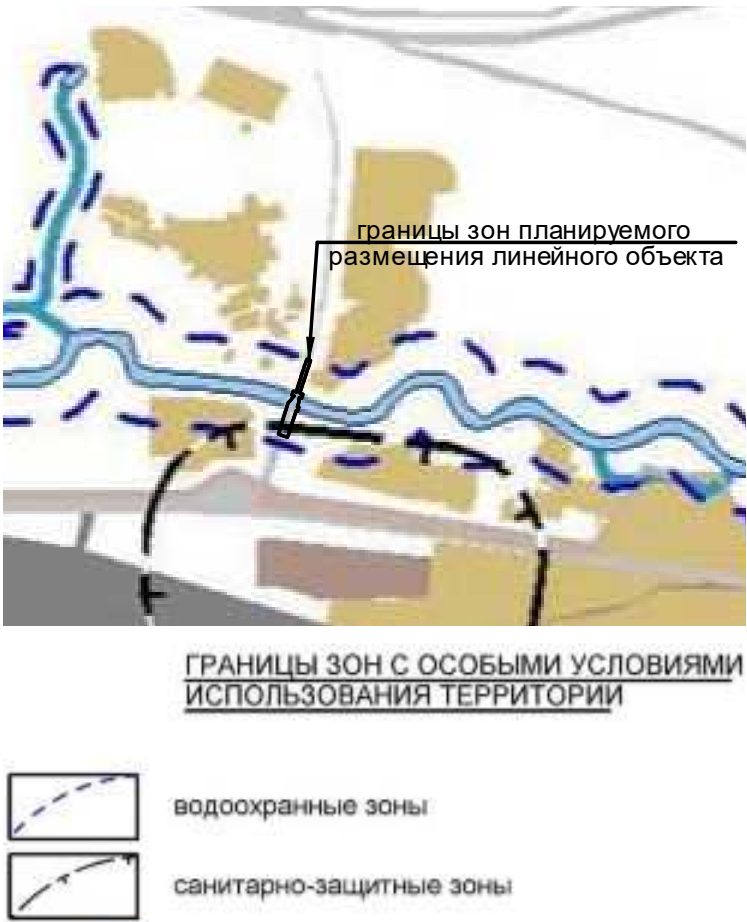 границы зон планируемого
размещения линейного объекта
ГРАНИЦЫ ЗОН С ОСОБЫМИ УСЛОВИЯМИ
ИСПОЛЬЗОВАНИЯ ТЕРРИТОРИИ
водоохранные зоны
санитарно-защитные зоны